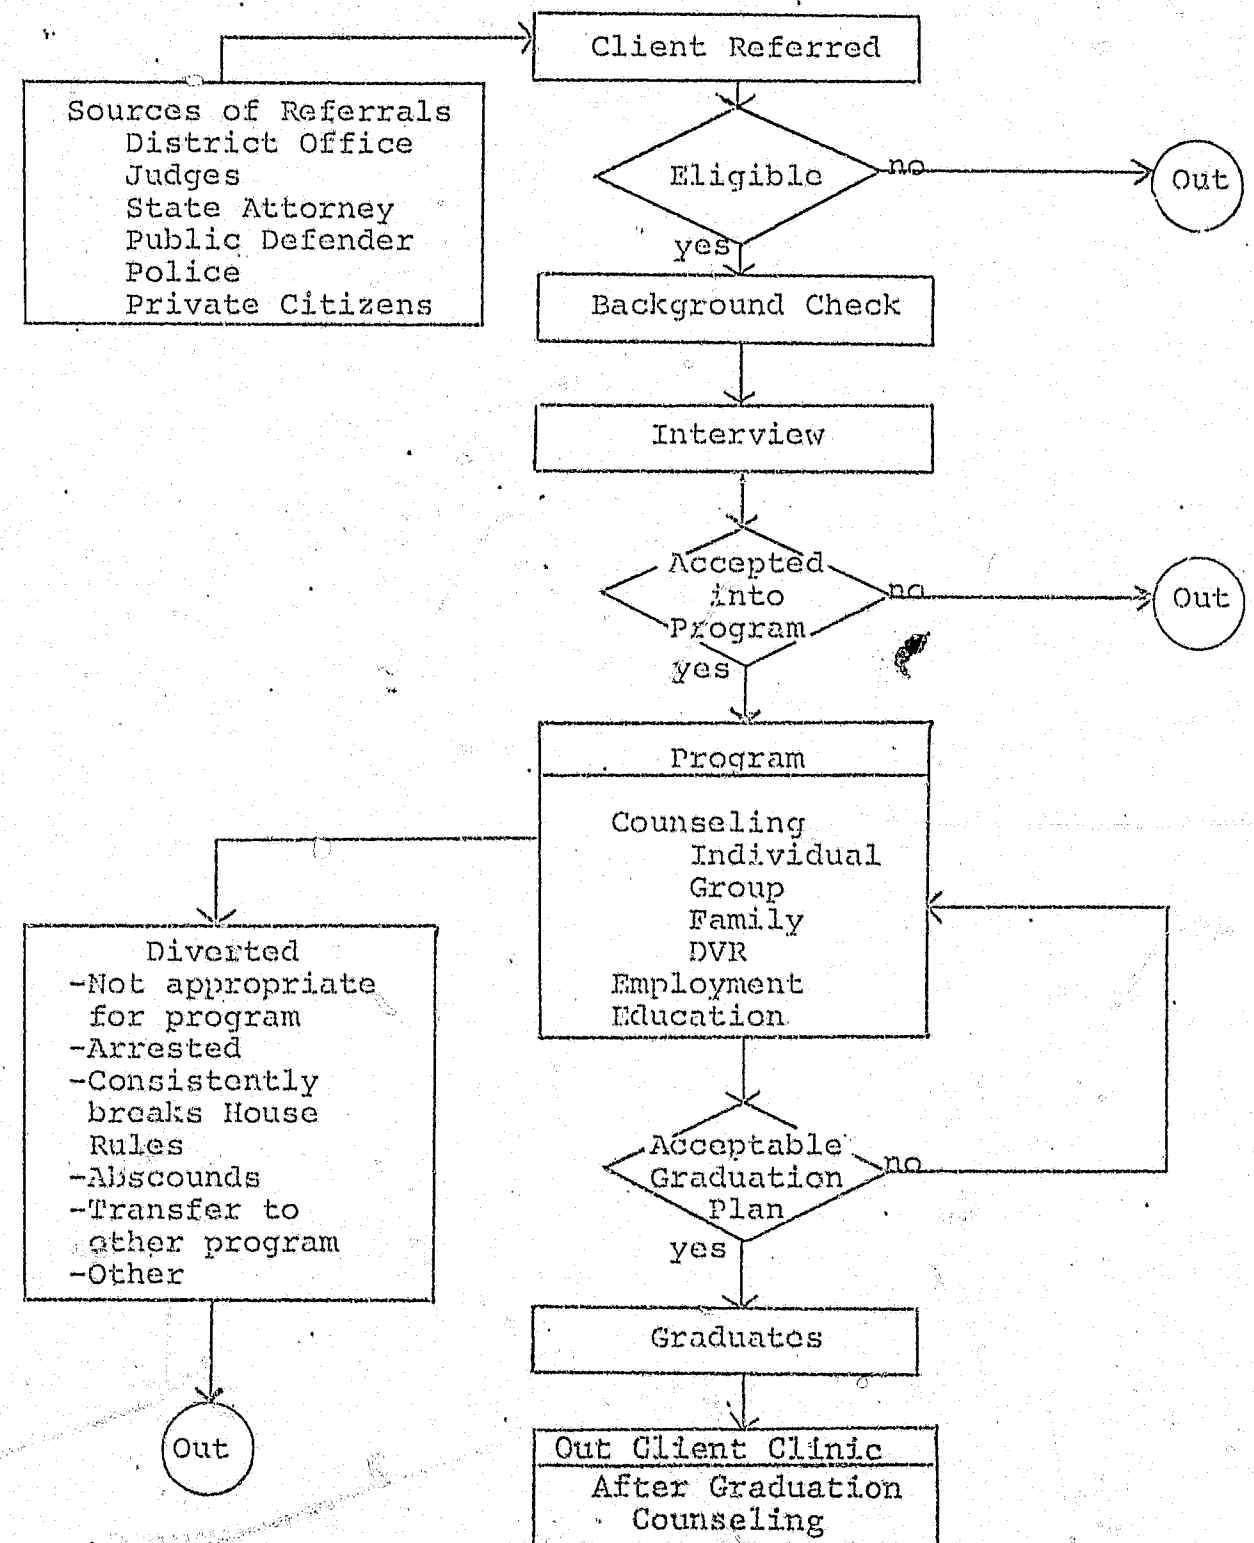 Client Referred
Sources of Referrals
District Office
Judges
State Attorney
Public Defender
Police
Private Citizens
Eligible
no
Out
yes
Background Check
Interview
Accepted
into
Program
no
Out
yes
Program
Counseling
Individual
Group
Family
DVR
Employment
Education
Diverted
-Not appropriate
for program
-Arrested
-Consistently
breaks House
Rules
-Abscounds
-Transfer to
other program
-Other
Out
Acceptable
Graduation
Plan
no
yes
Graduates
Out Client Clinic
After Graduation
Counseling